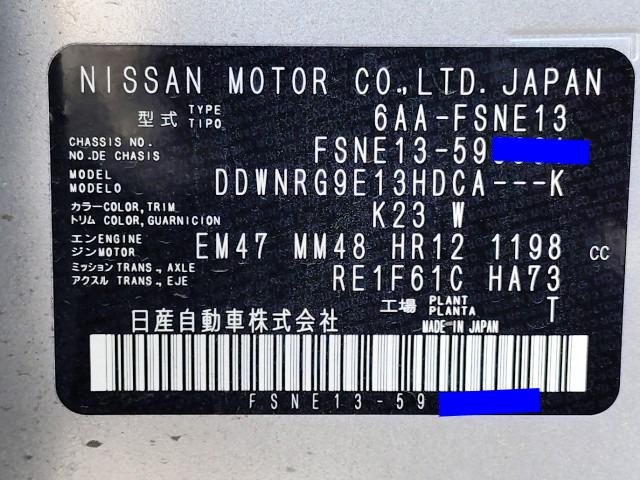 NISSAN MOTOR CO.,LTD. JAPAN
型式 TYPE TIPO 6AA-FSNE13
CHASSIS NO. NO.DE CHASIS FSNE13-59
MODEL MODELO DDWNRG9E13HDCA---K
カラートリム COLOR,TRIM COLOR,GUARNICION K23 W
エンジン ENGINE MOTOR EM47 MM48 HR12 1198 cc
ミッションアクスル TRANS., AXLE TRANS., EJE RE1F61C HA73
工場 PLANT PLANTA T
日産自動車株式会社 MADE IN JAPAN
FSNE13-59